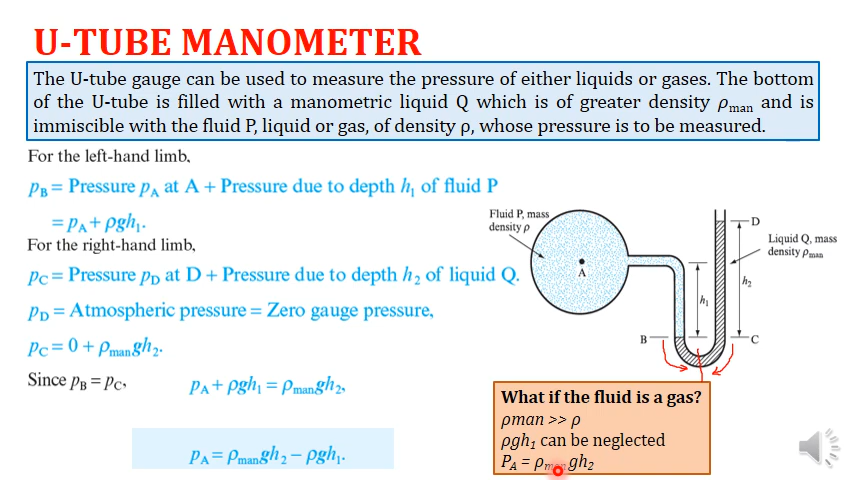 U-TUBE MANOMETER
The U-tube gauge can be used to measure the pressure of either liquids or gases. The bottom
of the U-tube is filled with a manometric liquid Q which is of greater density ρman and is
immiscible with the fluid P, liquid or gas, of density ρ, whose pressure is to be measured.
For the left-hand limb,
pB = Pressure pA at A + Pressure due to depth h1 of fluid P
= pA + ρgh1.
For the right-hand limb,
pC = Pressure pD at D + Pressure due to depth h2 of liquid Q.
pD = Atmospheric pressure = Zero gauge pressure,
pC = 0 + ρmangh2.
Since pB = pC,
pA + ρgh1 = ρmangh2,
pA = ρmangh2 − ρgh1.
Fluid P, mass
density ρ
A
D
Liquid Q, mass
density ρman
h1
h2
B
C
What if the fluid is a gas?
ρman >> ρ
ρgh1 can be neglected
PA = ρman gh2